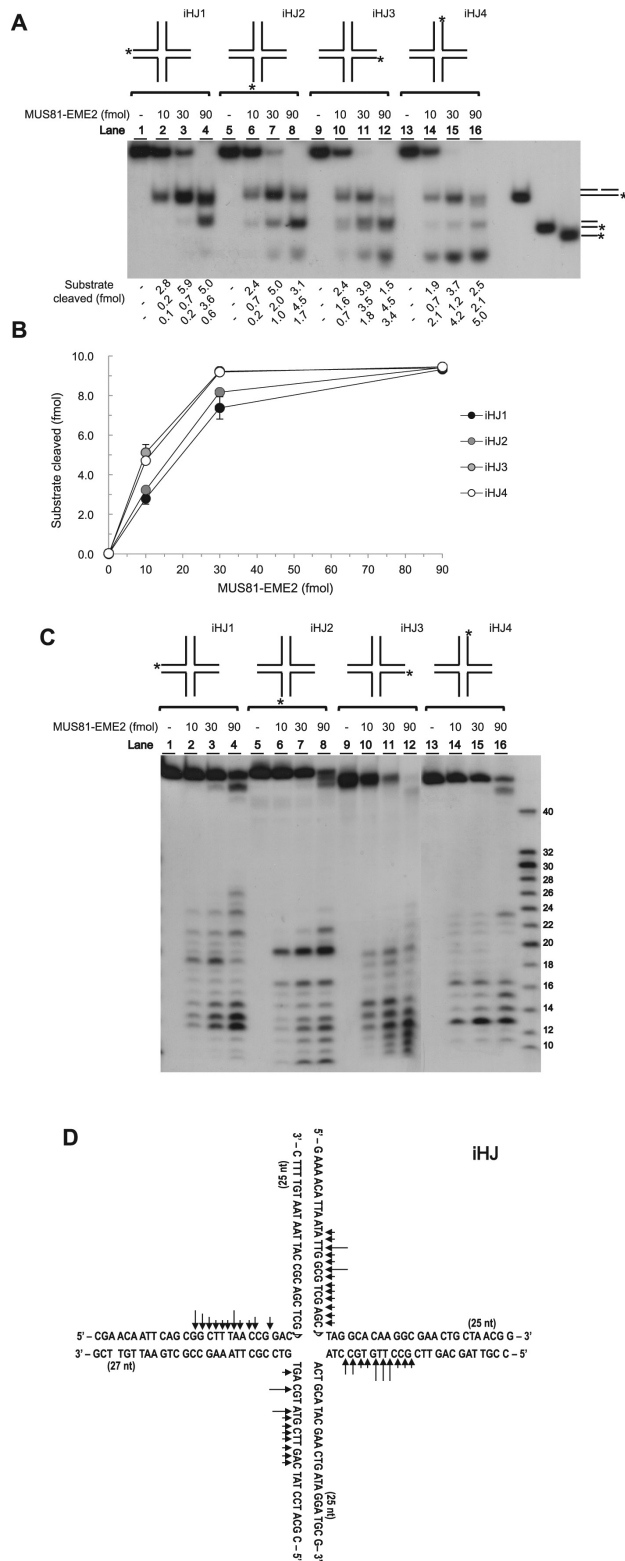 A
iHJ1 iHJ2 iHJ3 iHJ4
* * * *
MUS81-EME2 (fmol) - 10 30 90 - 10 30 90 - 10 30 90 - 10 30 90
Lane 1 2 3 4 5 6 7 8 9 10 11 12 13 14 15 16
*
*
*
Substrate cleaved (fmol)
- 2.8 5.9 5.0 - 2.4 5.0 3.1 - 2.4 3.9 1.5 - 1.9 3.7 2.5
- 0.2 0.7 3.6 - 0.7 2.0 4.5 - 1.6 3.5 4.5 - 0.7 1.2 2.1
- 0.1 0.2 0.6 - 0.2 1.0 1.7 - 0.7 1.8 3.4 - 2.1 4.2 5.0
B
Substrate cleaved (fmol)
10.0
8.0
6.0
4.0
2.0
0.0
0 10 20 30 40 50 60 70 80 90
MUS81-EME2 (fmol)
iHJ1
iHJ2
iHJ3
iHJ4
C
iHJ1 iHJ2 iHJ3 iHJ4
* * * *
MUS81-EME2 (fmol) - 10 30 90 - 10 30 90 - 10 30 90 - 10 30 90
Lane 1 2 3 4 5 6 7 8 9 10 11 12 13 14 15 16
40
32
30
28
26
24
22
20
18
16
14
12
10
D
iHJ
3' – C TTT TGT AAT AAT TAC CGC AGC TCG
(25 nt)
5' – G AAA ACA TTA ATA TTG GCG TCG AGC
5' – CGA ACA ATT CAG CGG CTT TAA CCG GAC
TAG GCA CAA GGC GAA CTG CTA ACG G – 3'
(25 nt)
3' – GCT TGT TAA GTC GCC GAA ATT CGC CTG
(27 nt)
ATC CGT GTT CCG CTT GAC GAT TGC C – 5'
TGA CGT ATG CTT GAC TAT CCT ACG C – 5'
ACT GCA TAC GAA CTG ATA GGA TGC G – 3'
(25 nt)